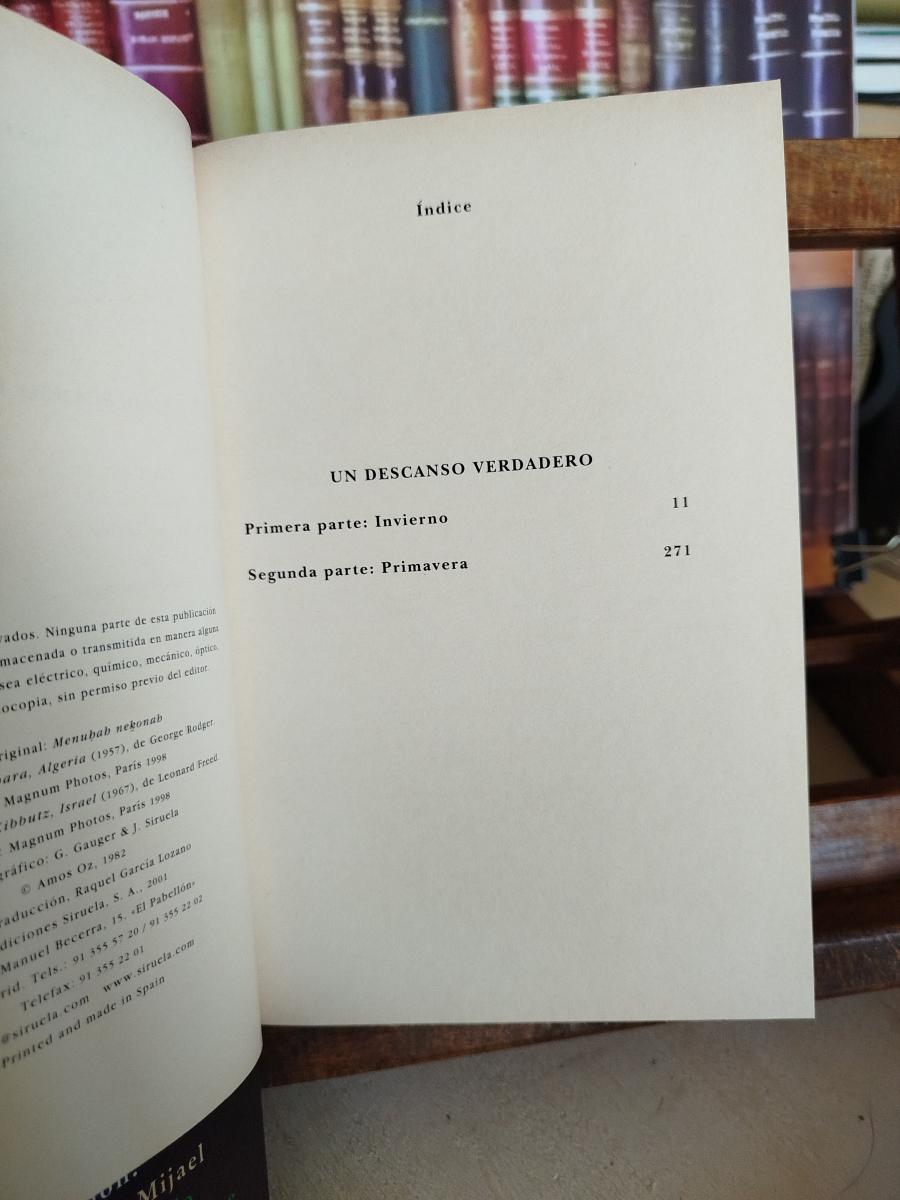 vados. Ninguna parte de esta publicación
macenada o transmitida en manera alguna
sea eléctrico, químico, mecánico, óptico,
ocopia, sin permiso previo del editor.
riginal: Menuḥah neḵonah
ara, Algeria (1957), de George Rodger.
Magnum Photos, París 1998
Kibbutz, Israel (1967), de Leonard Freed.
: Magnum Photos, París 1998
gráfico: G. Gauger & J. Siruela
© Amos Oz, 1982
raducción, Raquel García Lozano
diciones Siruela, S. A., 2001
Manuel Becerra, 15. «El Pabellón»
rid. Tels.: 91 355 57 20 / 91 355 22 02
Telefax: 91 355 22 01
@siruela.com www.siruela.com
Printed and made in Spain
Mijael
Índice
UN DESCANSO VERDADERO
Primera parte: Invierno 11
Segunda parte: Primavera 271